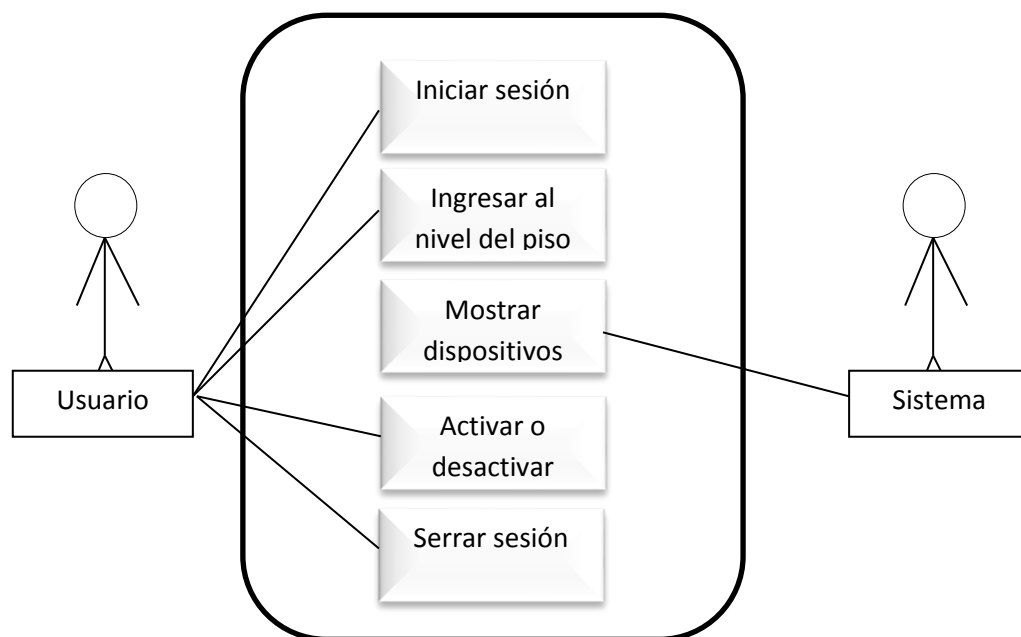 Iniciar sesión
Ingresar al
nivel del piso
Mostrar
dispositivos
Usuario
Sistema
Activar o
desactivar
Serrar sesión